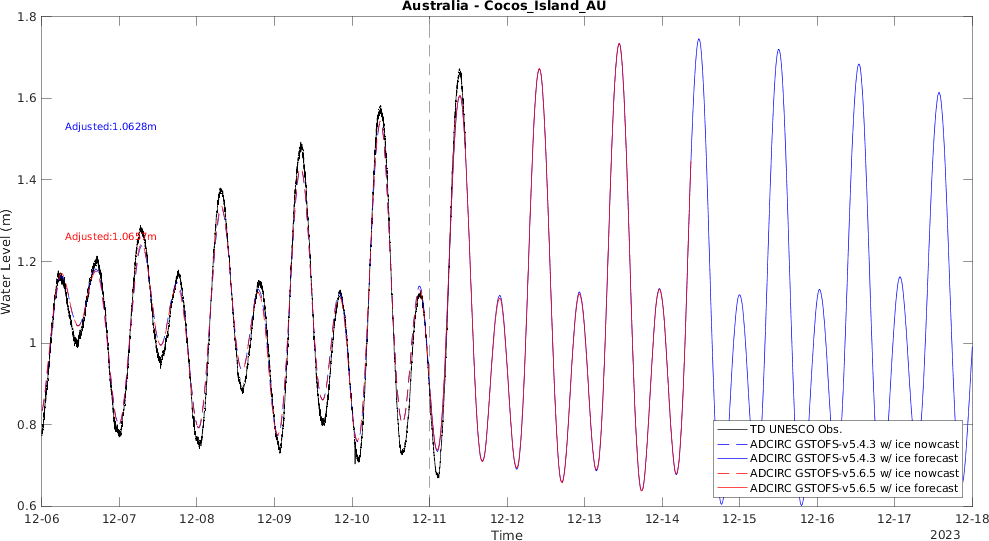 Australia - Cocos_Island_AU
1.8
1.6
1.4
1.2
1
0.8
0.6
Water Level (m)
Adjusted:1.0628m
TD UNESCO Obs.
ADCIRC GSTOFS-v5.4.3 w/ ice nowcast
ADCIRC GSTOFS-v5.4.3 w/ ice forecast
ADCIRC GSTOFS-v5.6.5 w/ ice nowcast
ADCIRC GSTOFS-v5.6.5 w/ ice forecast
12-06 12-07 12-08 12-09 12-10 12-11 12-12 12-13 12-14 12-15 12-16 12-17 12-18
Time
2023